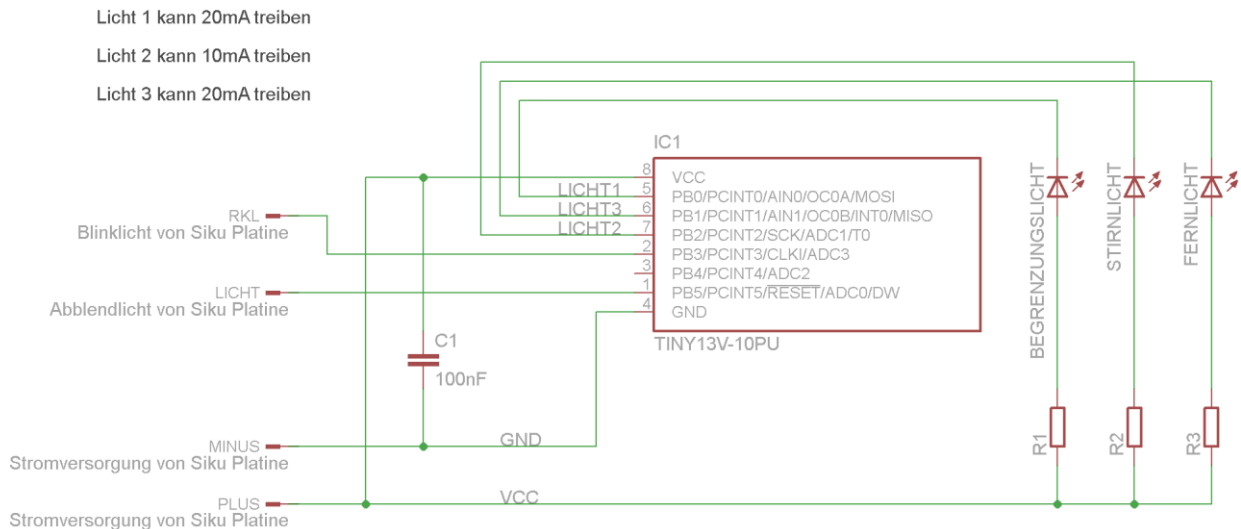 Licht 1 kann 20mA treiben
Licht 2 kann 10mA treiben
Licht 3 kann 20mA treiben
IC1
8
VCC
LICHT1
5
PB0/PCINT0/AIN0/OC0A/MOSI
LICHT3
6
PB1/PCINT1/AIN1/OC0B/INT0/MISO
LICHT2
7
PB2/PCINT2/SCK/ADC1/T0
2
PB3/PCINT3/CLKI/ADC3
3
PB4/PCINT4/ADC2
1
PB5/PCINT5/RESET/ADC0/DW
4
GND
TINY13V-10PU
RKL
Blinklicht von Siku Platine
LICHT
Abblendlicht von Siku Platine
C1
100nF
MINUS
GND
Stromversorgung von Siku Platine
PLUS
VCC
Stromversorgung von Siku Platine
BEGRENZUNGSLICHT
STIRNLICHT
FERNLICHT
R1
R2
R3